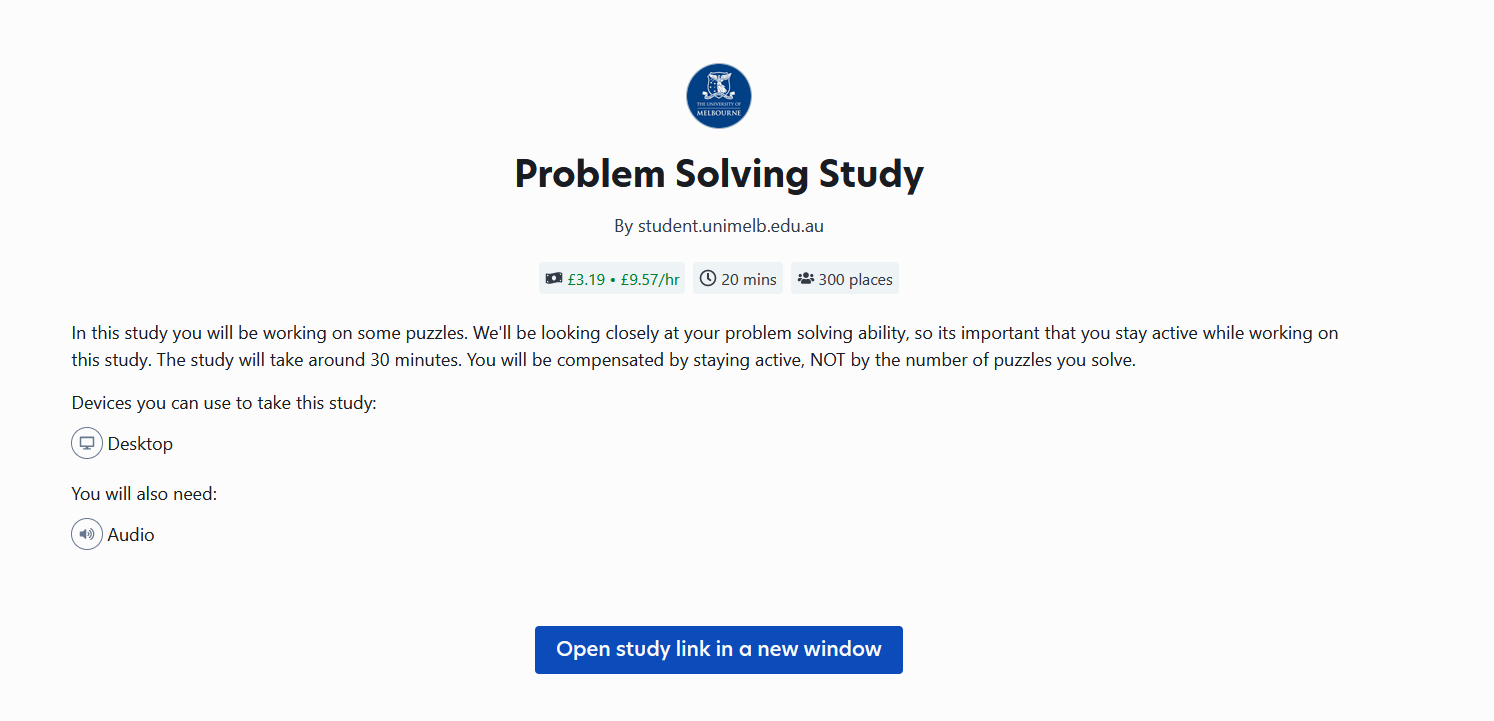 THE UNIVERSITY OF
MELBOURNE
Problem Solving Study
By student.unimelb.edu.au
£3.19 • £9.57/hr 20 mins 300 places
In this study you will be working on some puzzles. We'll be looking closely at your problem solving ability, so its important that you stay active while working on
this study. The study will take around 30 minutes. You will be compensated by staying active, NOT by the number of puzzles you solve.
Devices you can use to take this study:
Desktop
You will also need:
Audio
Open study link in a new window